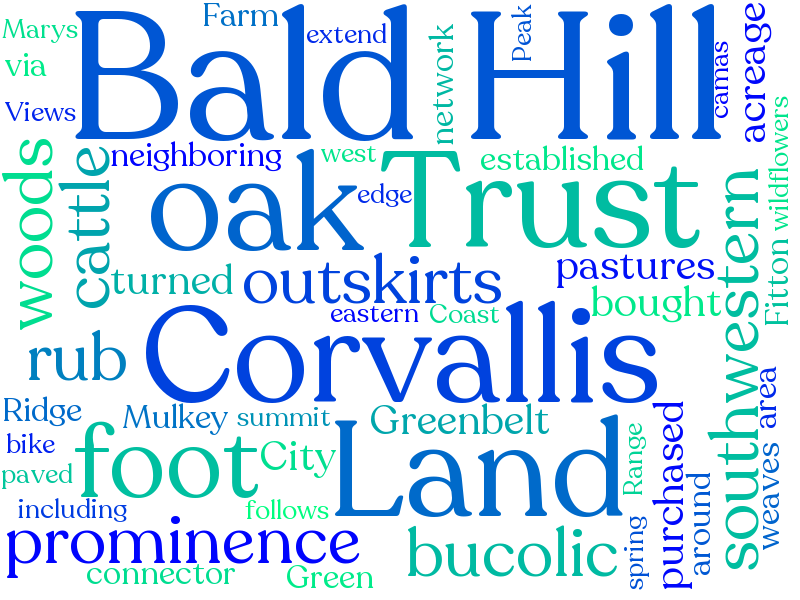 Bald Hill
Farm
Marys
extend
via
Views
network
Peak
camas
acreage
neighboring
west
established
woods
cattle
oak
edge
Trust
wildflowers
turned
outskirts
pastures
bought
southwestern
Fitton
eastern
Coast
Corvallis
rub
Ridge
Mulkey
summit
Greenbelt
area
bike
foot
City
Land
Range
purchased
weaves
paved
including
follows
around
prominence
bucolic
spring
connector
Green